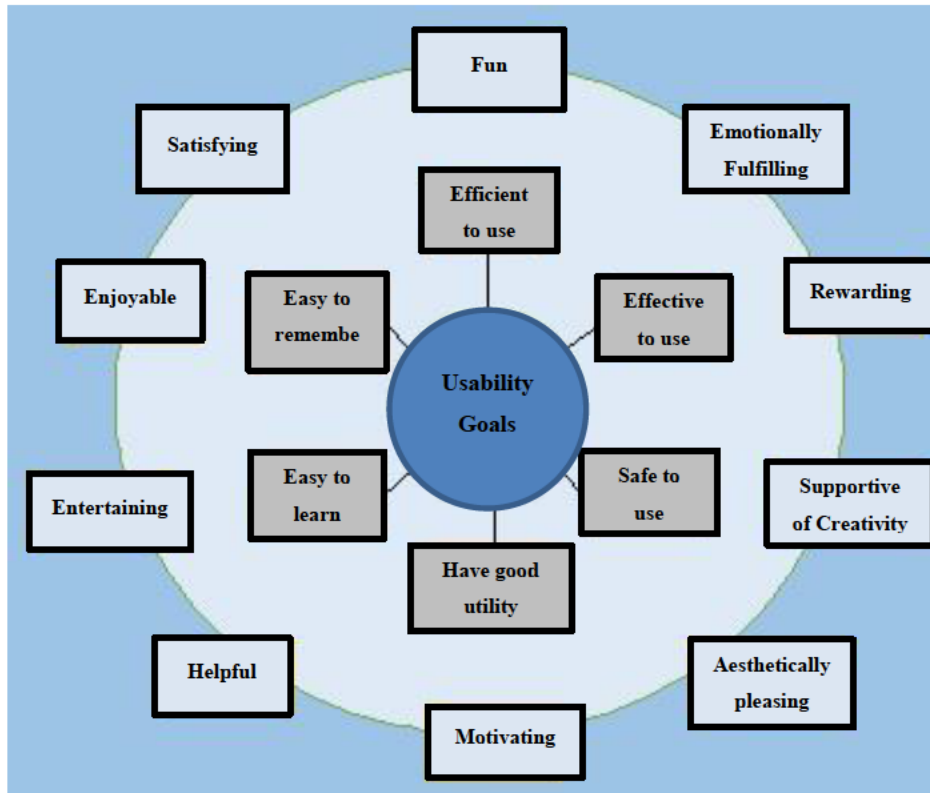 Fun
Satisfying
Emotionally
Fulfilling
Efficient
to use
Enjoyable
Easy to
remembe
Effective
to use
Rewarding
Usability
Goals
Entertaining
Easy to
learn
Safe to
use
Supportive
of Creativity
Have good
utility
Helpful
Aesthetically
pleasing
Motivating